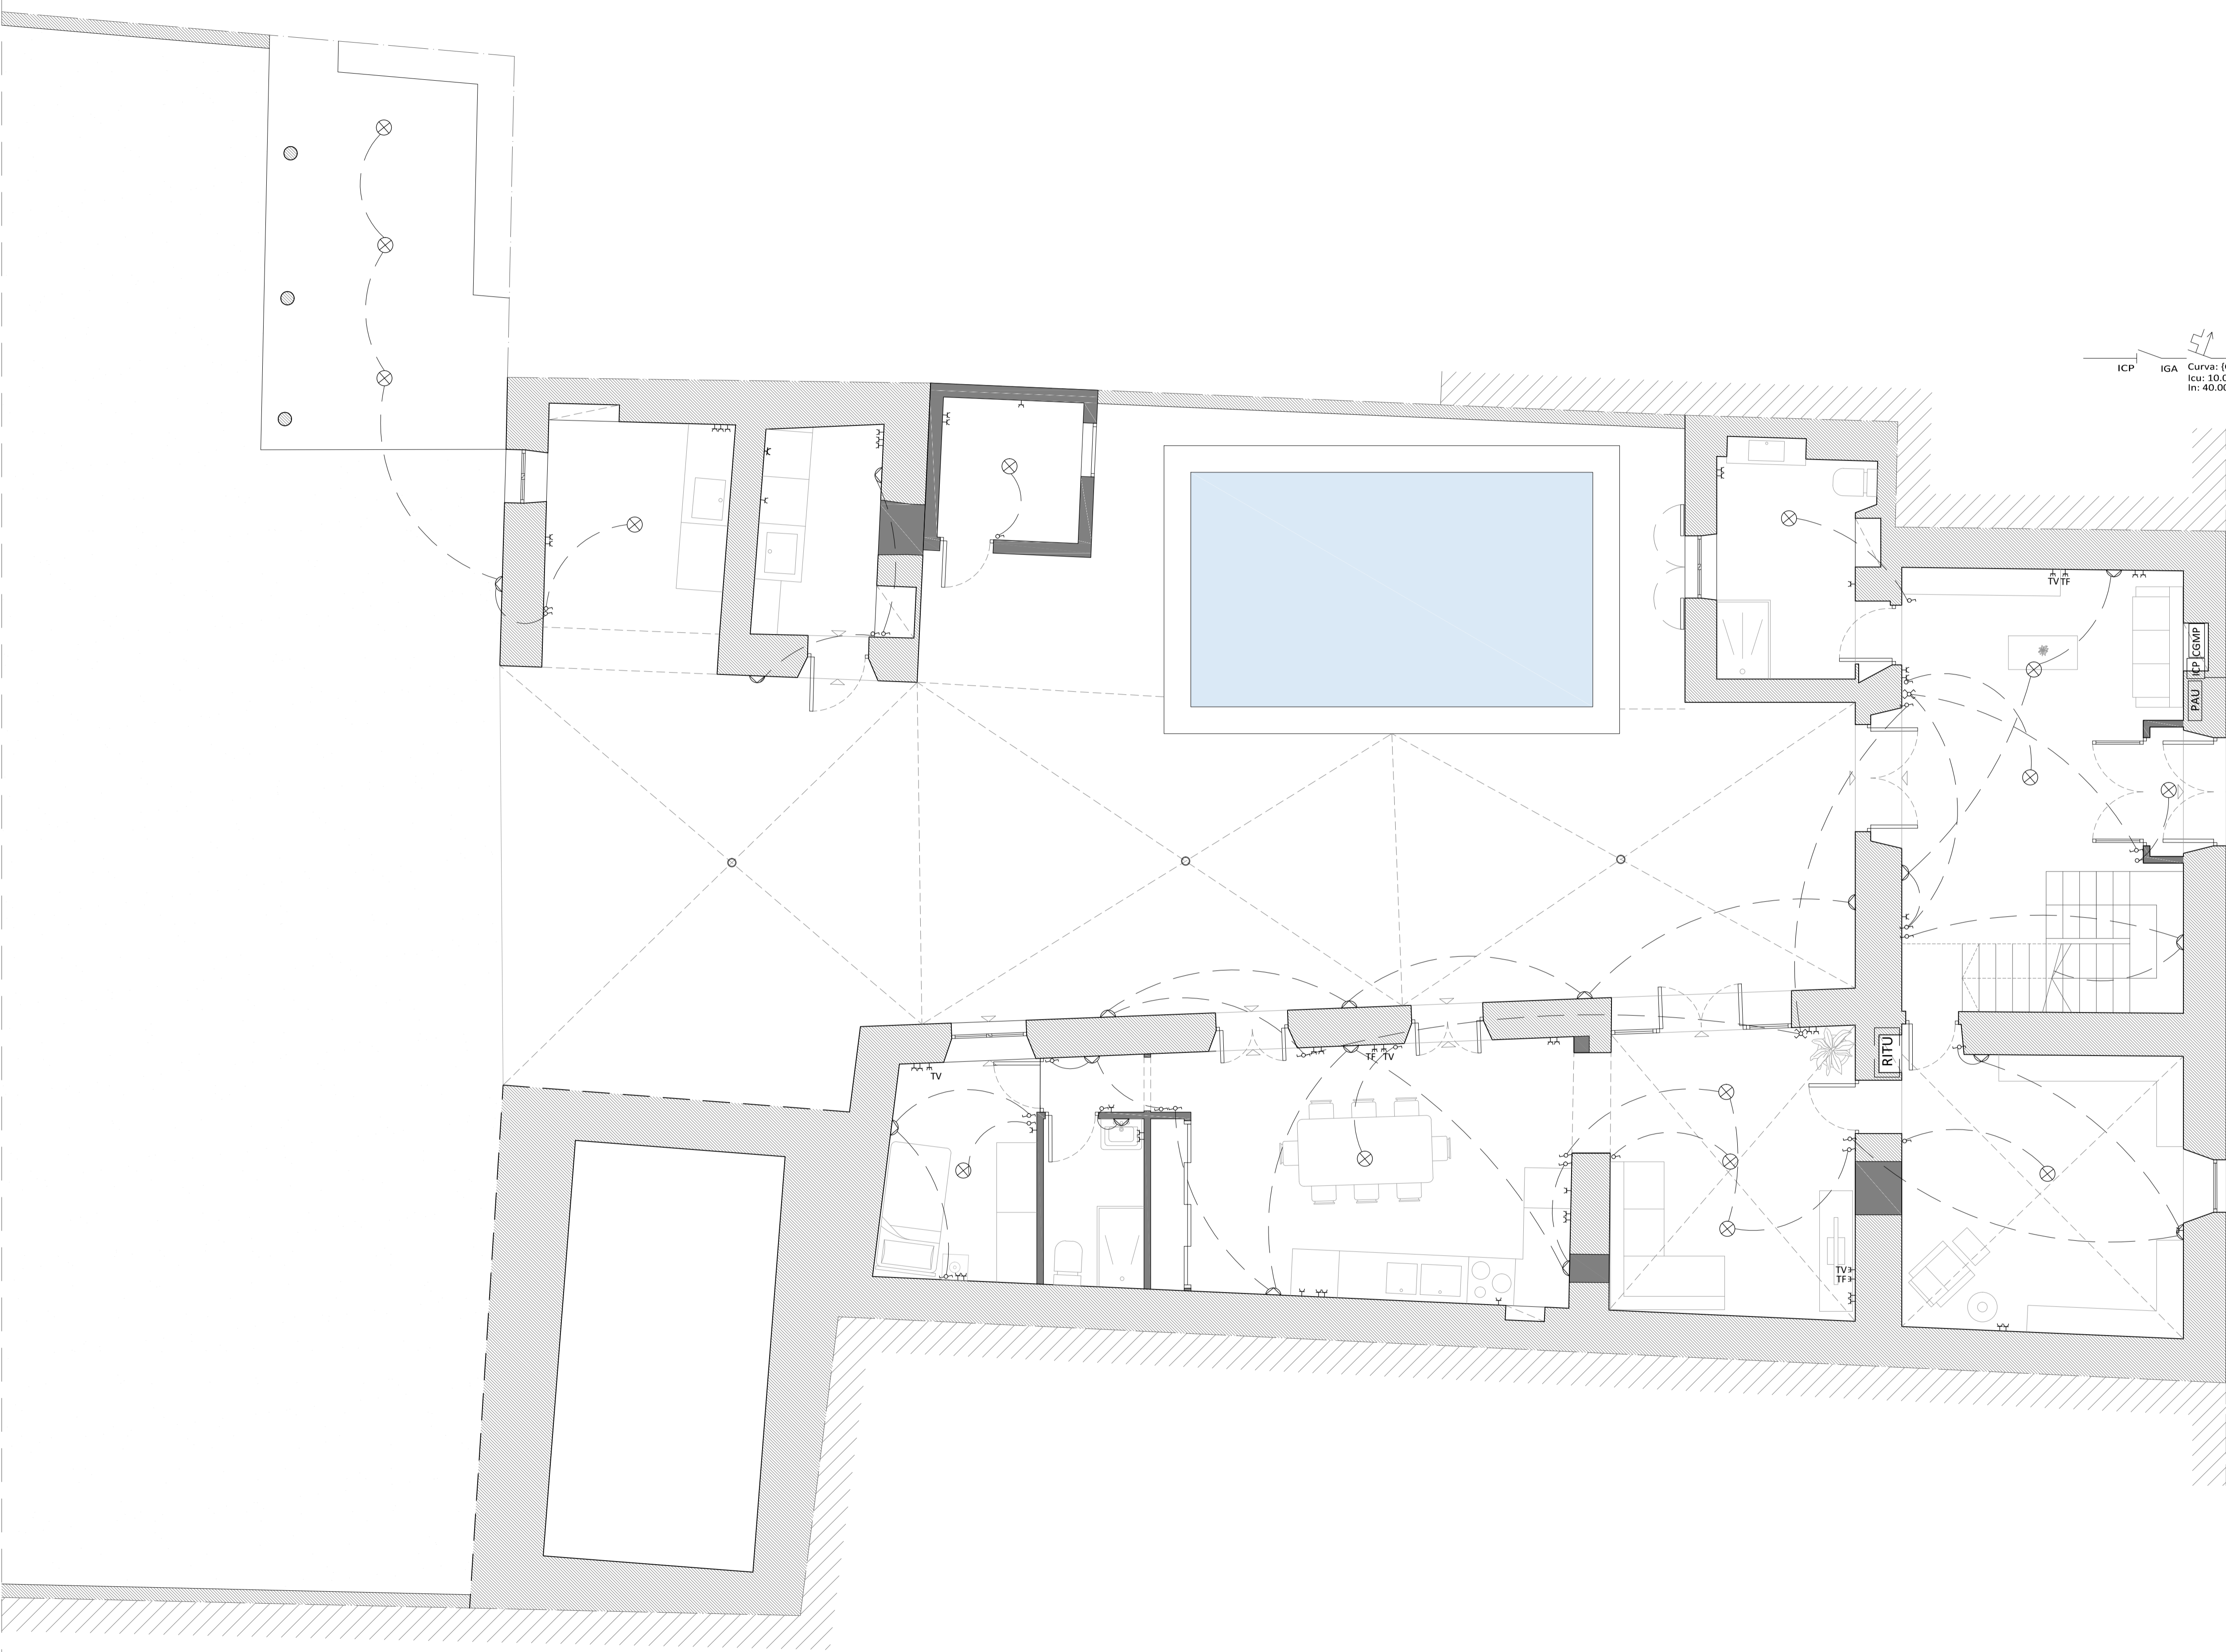 ICP
IGA
Curva: (
Icu: 10.0
In: 40.00
TV TF
CGMP
ICP
PAU
RITU
TF TV
TV
TV
TF